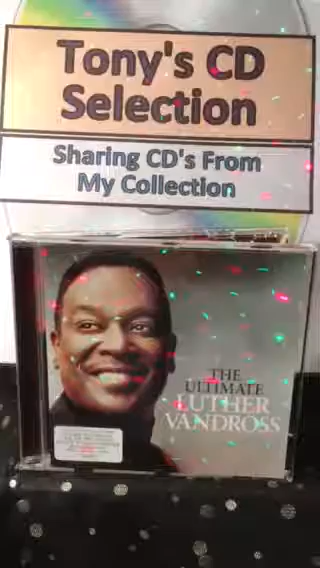 Tony's CD
Selection
Sharing CD's From
My Collection
THE
ULTIMATE
LUTHER
VANDROSS